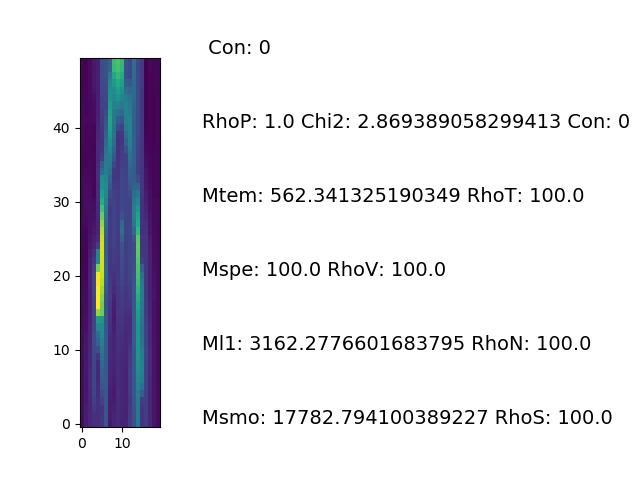 Con: 0
RhoP: 1.0 Chi2: 2.869389058299413 Con: 0
Mtem: 562.341325190349 RhoT: 100.0
Mspe: 100.0 RhoV: 100.0
Ml1: 3162.2776601683795 RhoN: 100.0
Msmo: 17782.794100389227 RhoS: 100.0
40
30
20
10
0
0 10